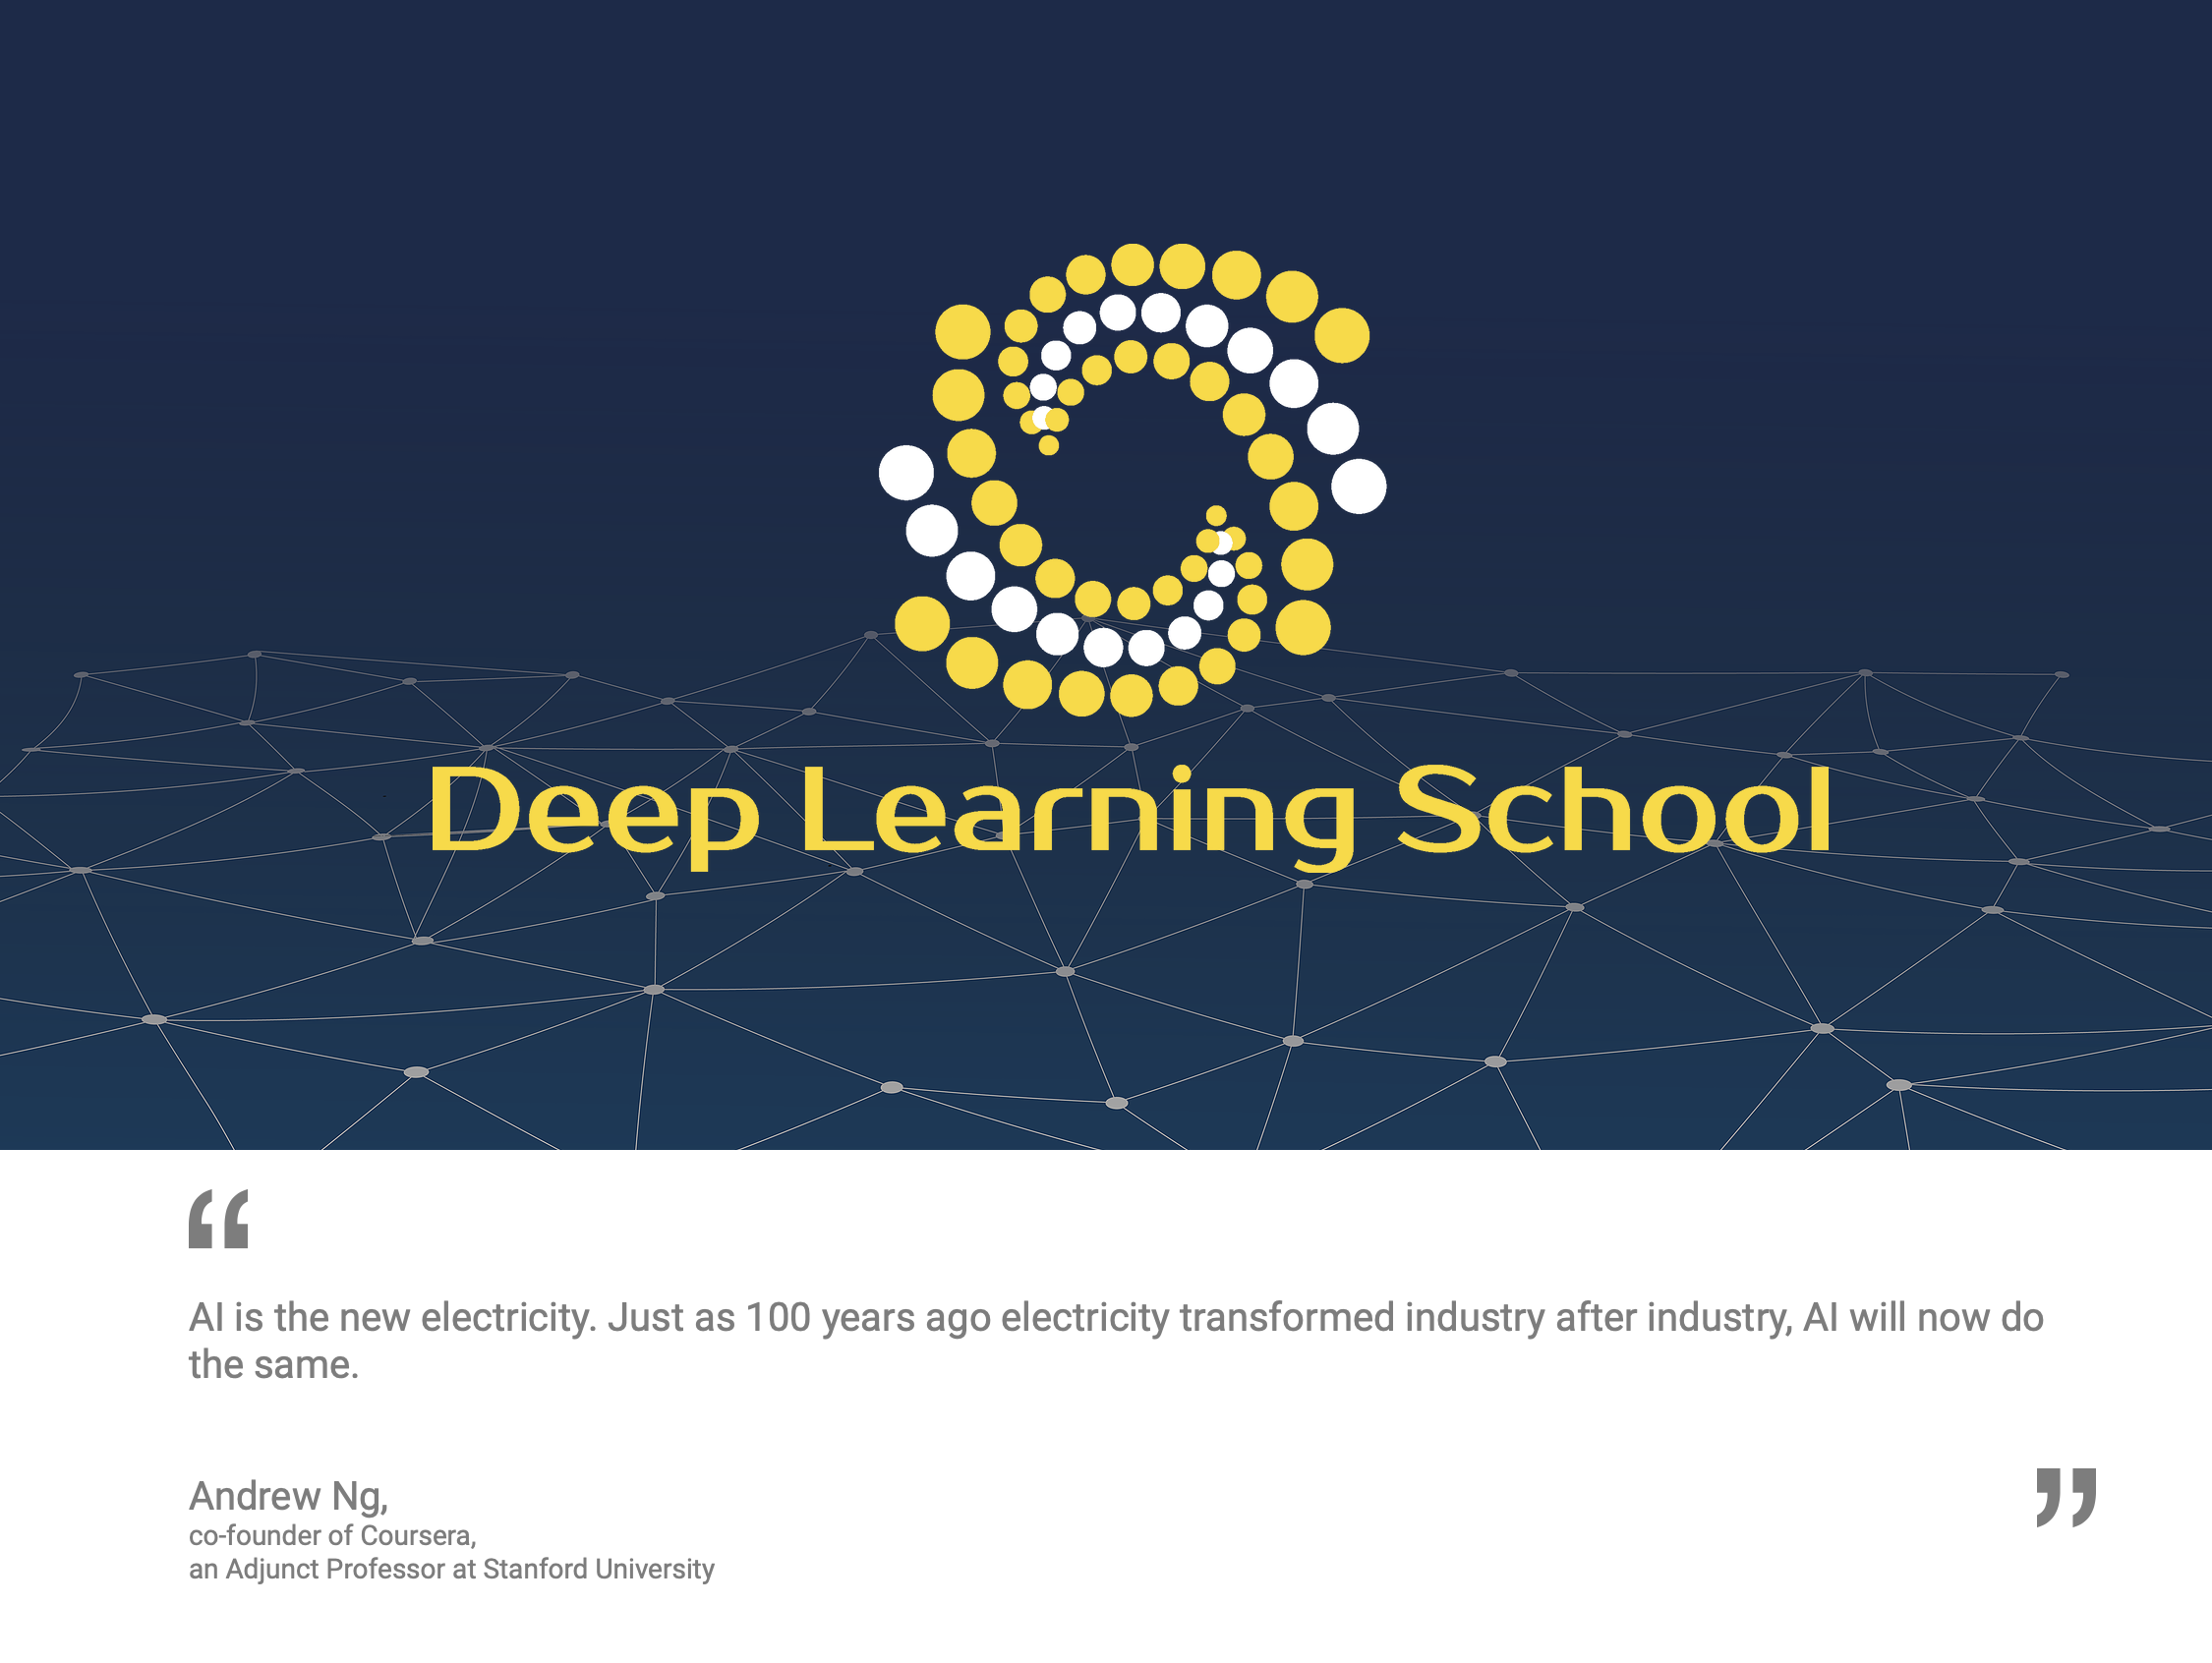 Deep Learning School
“
AI is the new electricity. Just as 100 years ago electricity transformed industry after industry, AI will now do
the same.
Andrew Ng,
co-founder of Coursera,
an Adjunct Professor at Stanford University
”